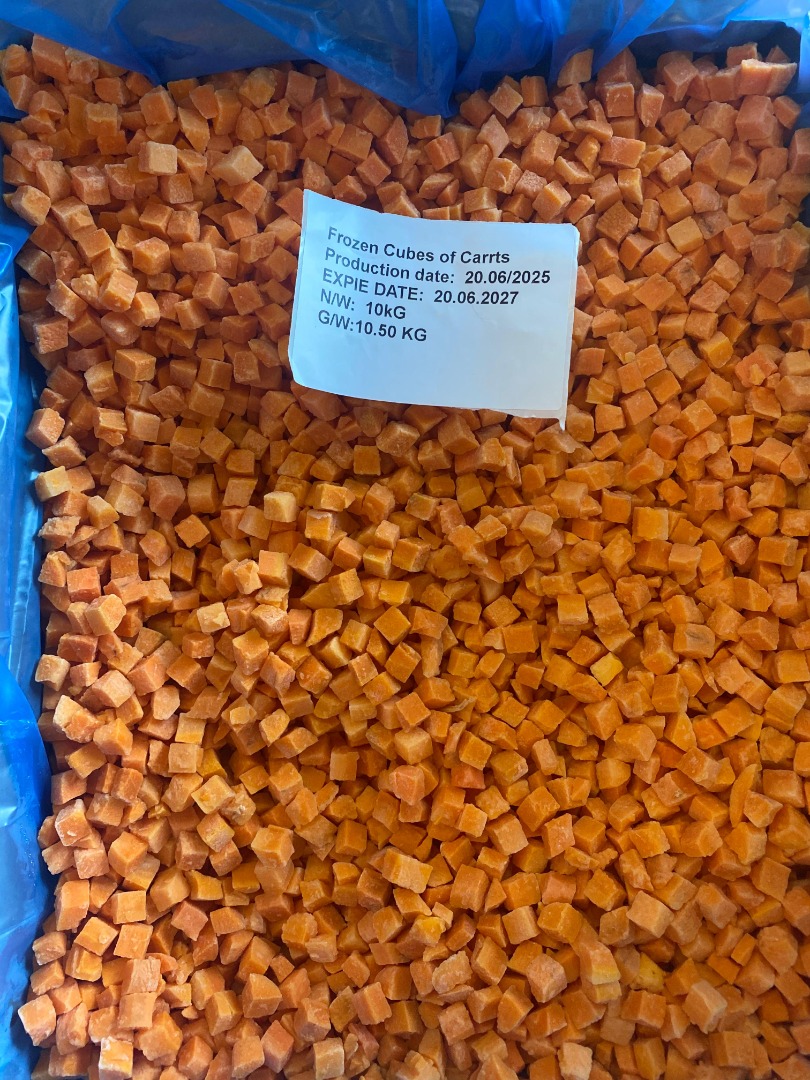 Frozen Cubes of Carrts
Production date: 20.06/2025
EXPIE DATE: 20.06.2027
N/W: 10kG
G/W:10.50 KG